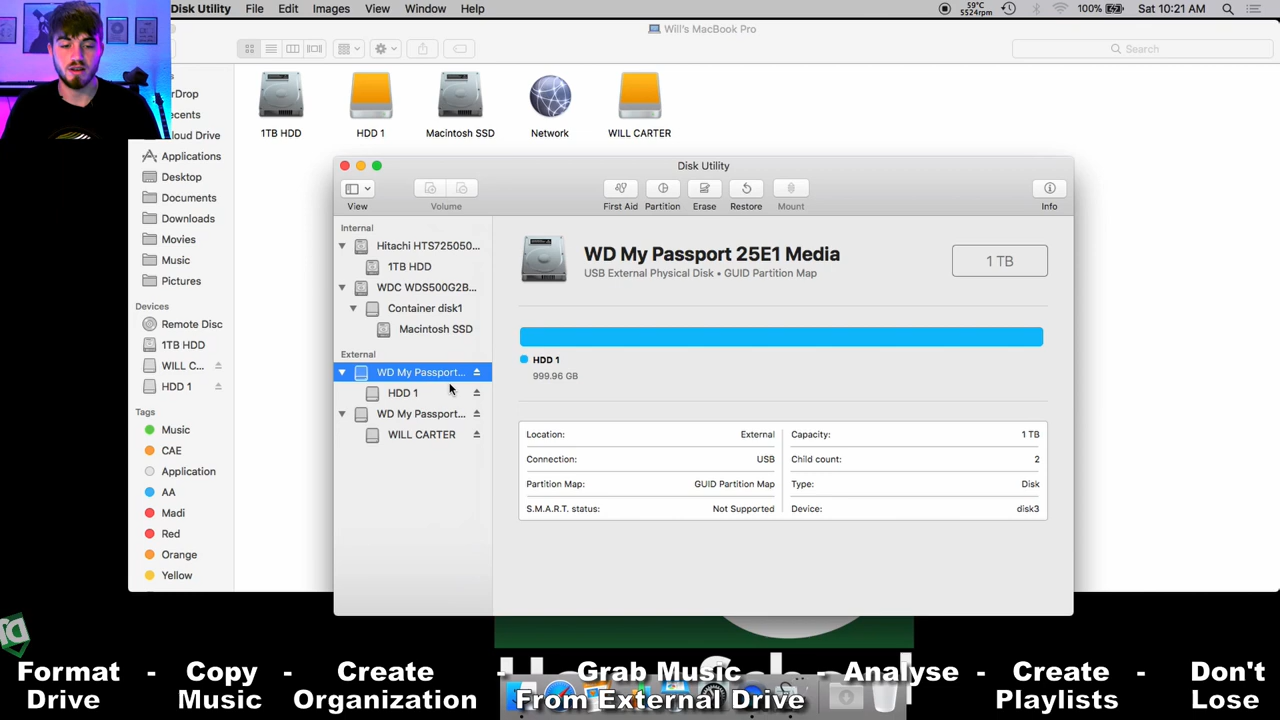 Disk Utility File Edit Images View Window Help 59°C 5524rpm 100% Sat 10:21 AM
Will's MacBook Pro
Search
1TB HDD HDD 1 Macintosh SSD Network WILL CARTER
Applications
Desktop
Documents
Downloads
Movies
Music
Pictures
Devices
Remote Disc
1TB HDD
WILL C...
HDD 1
Tags
Music
CAE
Application
AA
Madi
Red
Orange
Yellow
Disk Utility
View Volume First Aid Partition Erase Restore Mount Info
Internal
Hitachi HTS725050...
1TB HDD
WDC WDS500G2B...
Container disk1
Macintosh SSD
External
WD My Passport...
HDD 1
WD My Passport...
WILL CARTER
WD My Passport 25E1 Media
USB External Physical Disk • GUID Partition Map
1 TB
HDD 1
999.96 GB
Location: External Capacity: 1 TB
Connection: USB Child count: 2
Partition Map: GUID Partition Map Type: Disk
S.M.A.R.T. status: Not Supported Device: disk3
Format - Copy - Create - Grab Music - Analyse - Create - Don't
Drive Music Organization From External Drive Playlists Lose